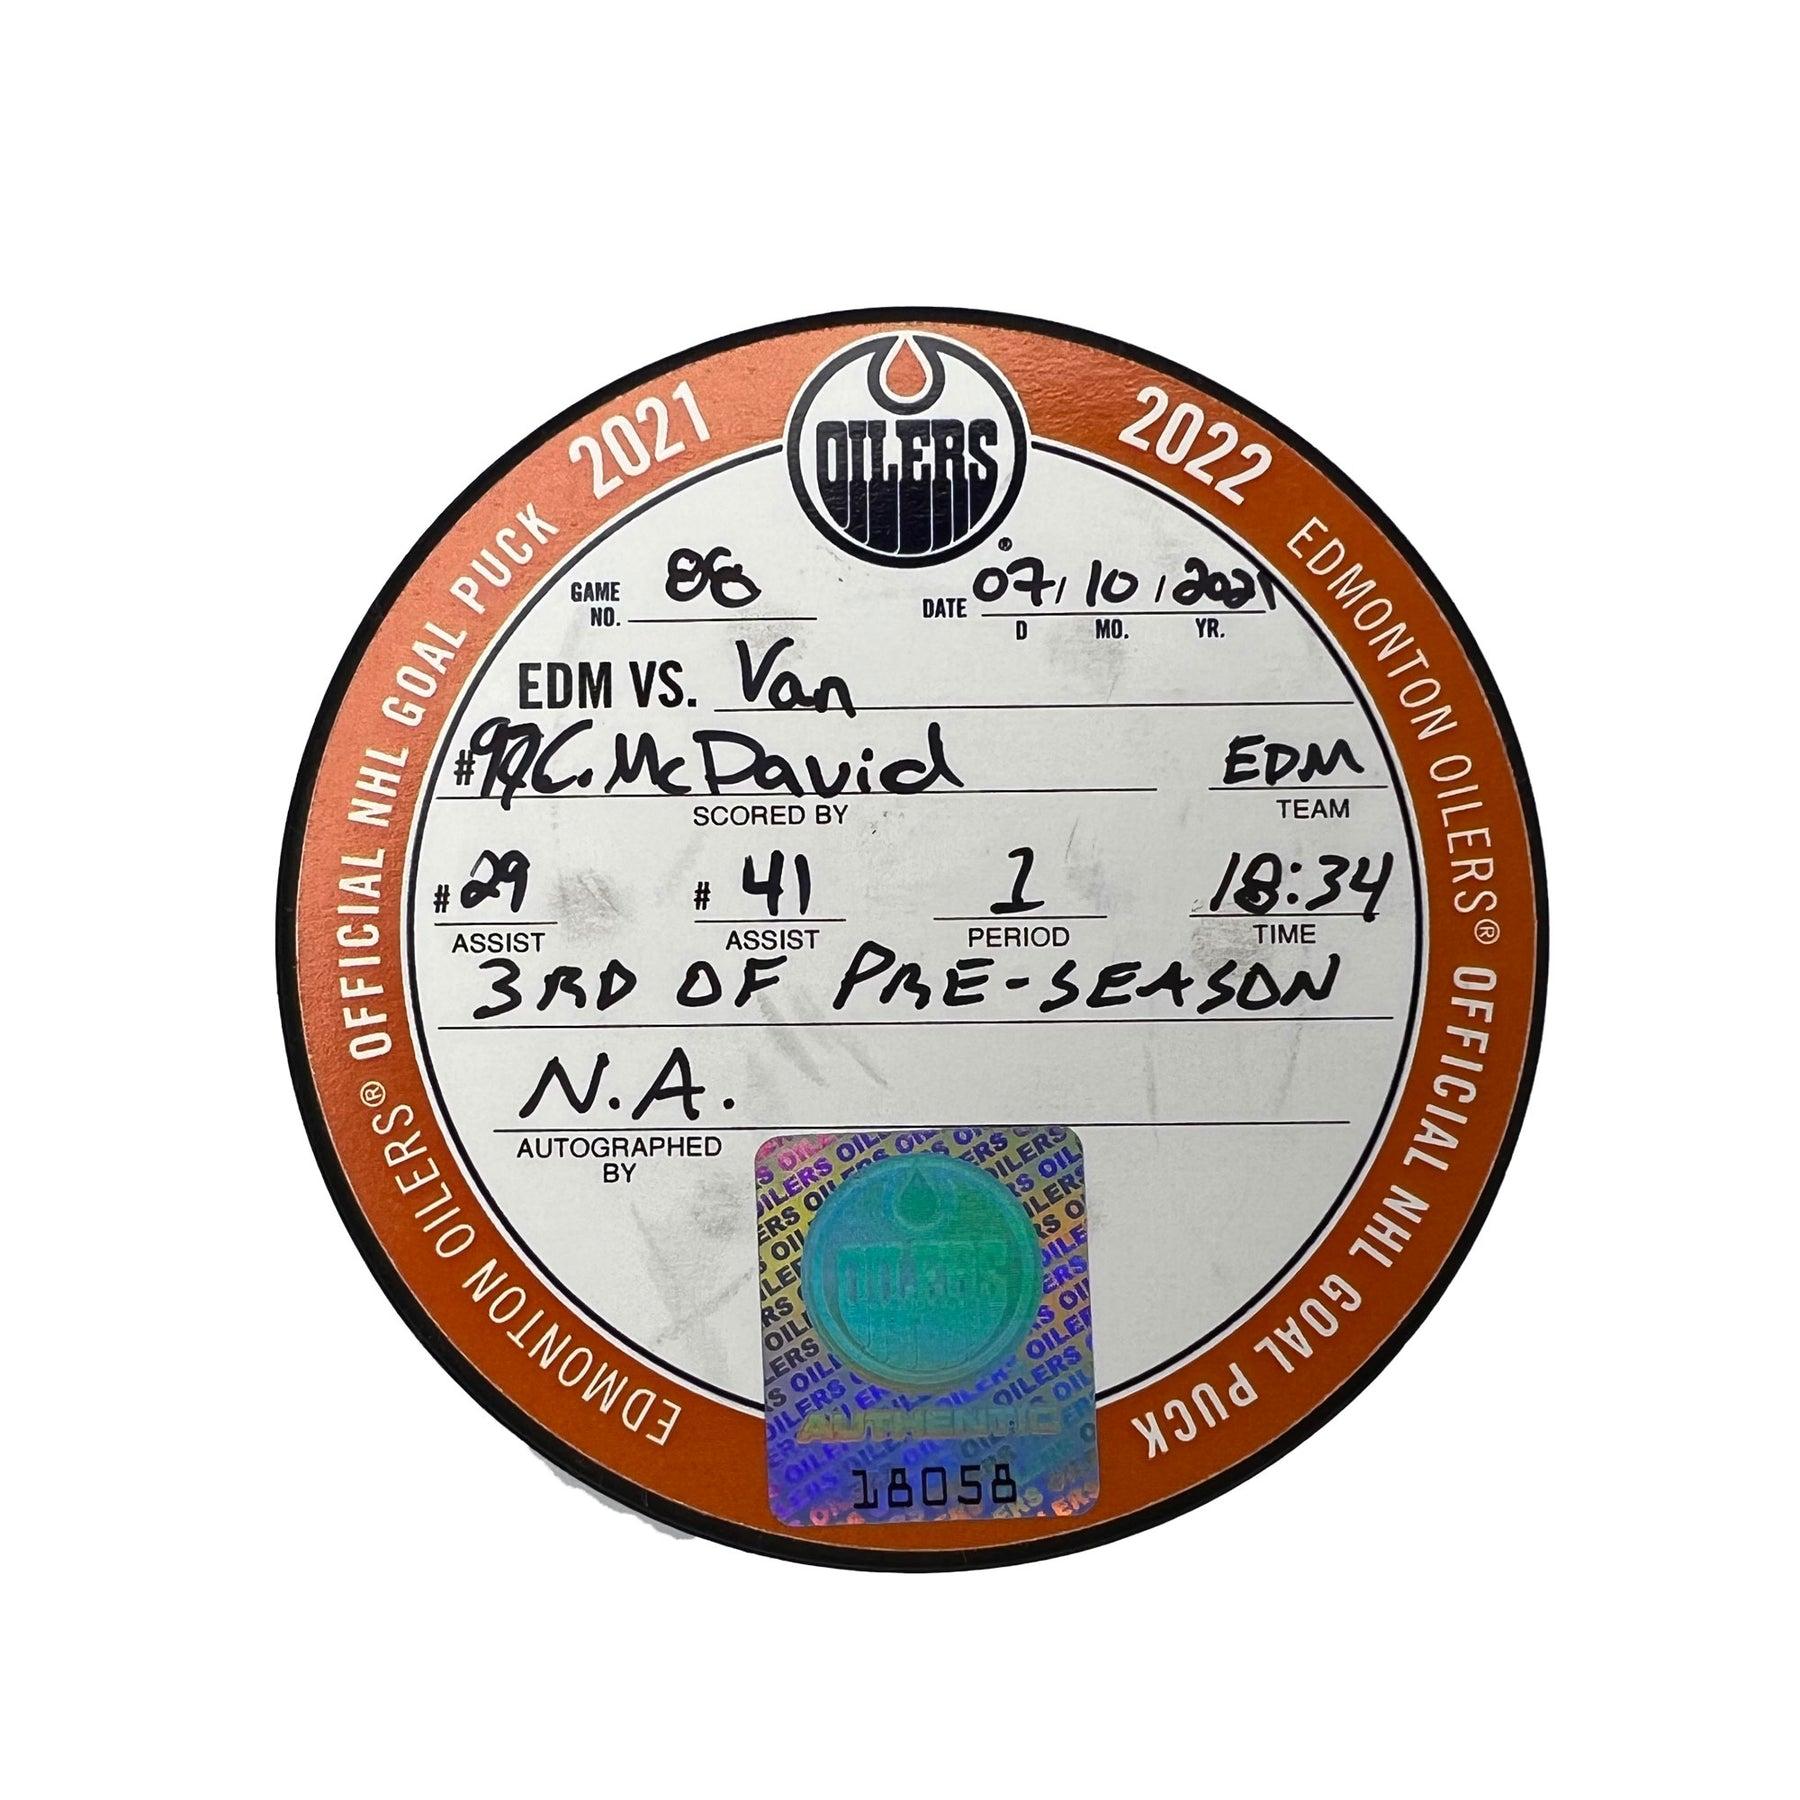 OILERS
®
OFFICIAL NHL GOAL PUCK 2021
2022 EDMONTON OILERS® OFFICIAL NHL GOAL PUCK
EDMONTON OILERS®
GAME NO. 86
DATE 07/10/2021
D MO. YR.
EDM VS. Van
#97 C. McDavid EDM
SCORED BY TEAM
#29 #41 1 18:34
ASSIST ASSIST PERIOD TIME
3RD OF PRE-SEASON
N.A.
AUTOGRAPHED
BY
OILERS
AUTHENTIC
18058